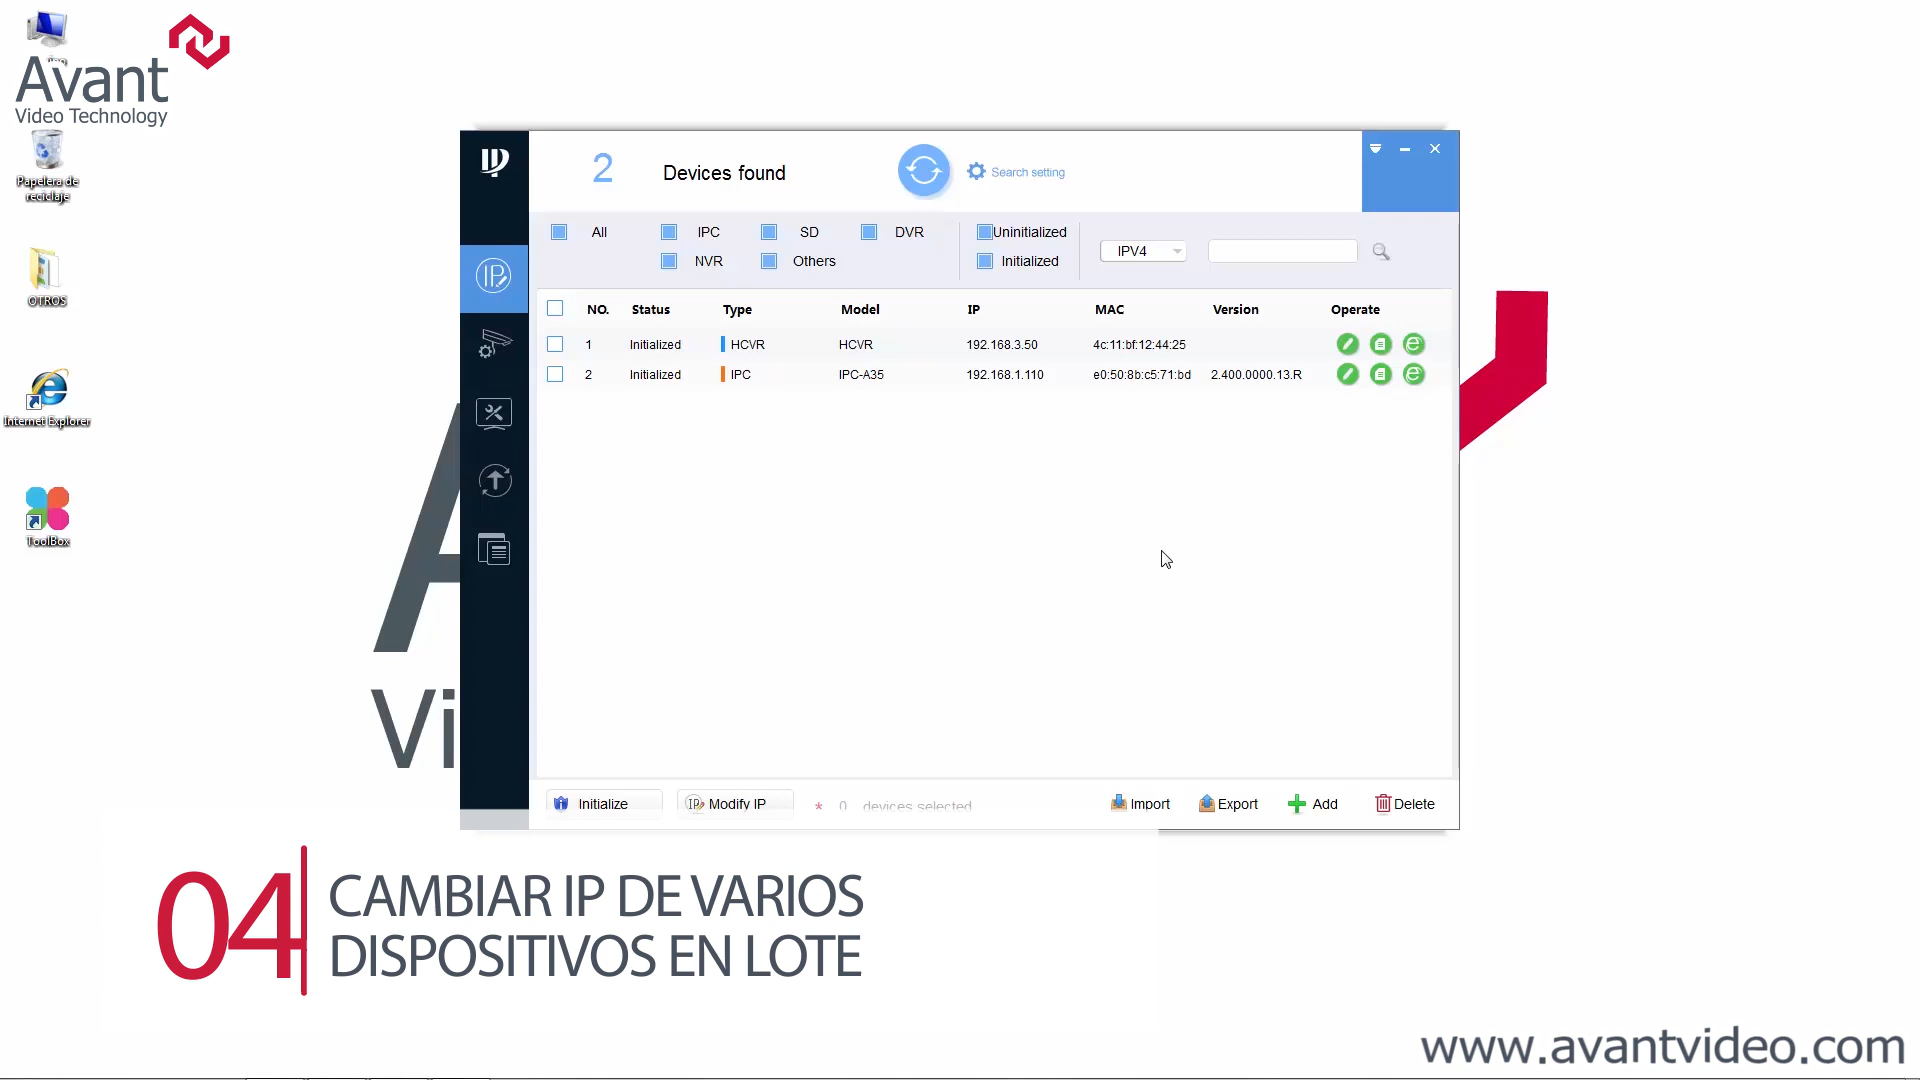 Avant
Video Technology
Papelera de
reciclaje
OTROS
Internet Explorer
ToolBox
A
Vi
2 Devices found Search setting
All IPC SD DVR Uninitialized
NVR Others Initialized IPV4
NO. Status Type Model IP MAC Version Operate
1 Initialized HCVR HCVR 192.168.3.50 4c:11:bf:12:44:25
2 Initialized IPC IPC-A35 192.168.1.110 e0:50:8b:c5:71:bd 2.400.0000.13.R
Initialize Modify IP * 0 devices selected Import Export Add Delete
04 CAMBIAR IP DE VARIOS
DISPOSITIVOS EN LOTE
www.avantvideo.com